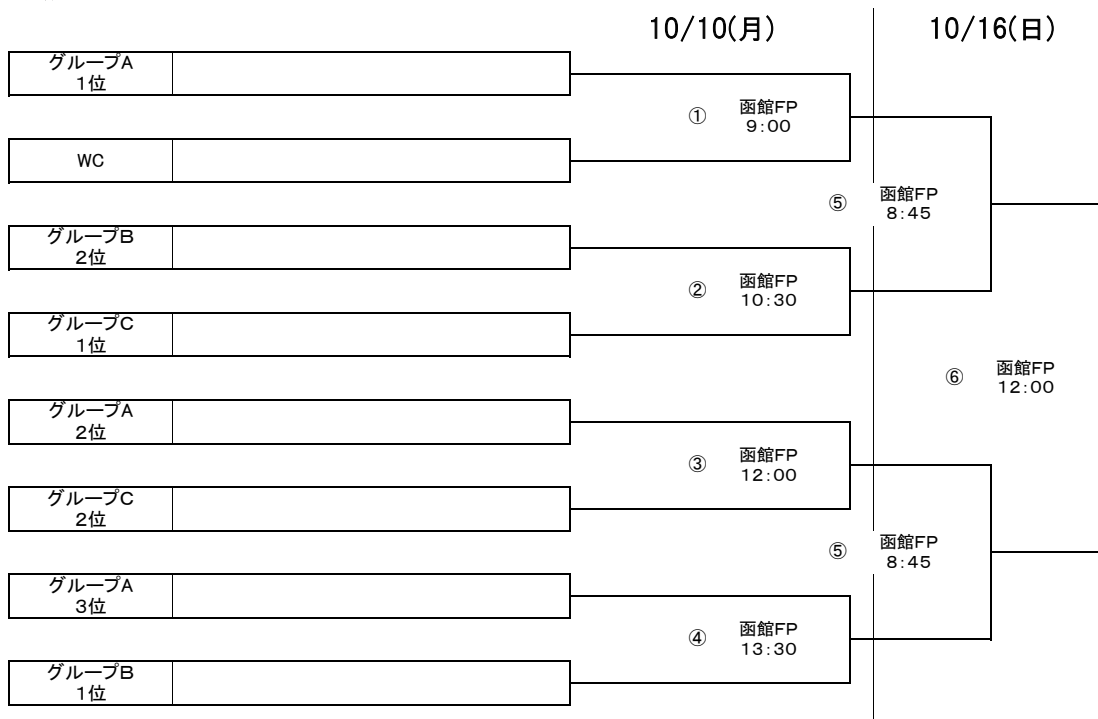 10/10(月)
10/16(日)
グループA
1位
① 函館FP
9:00
WC
⑤ 函館FP
8:45
グループB
2位
② 函館FP
10:30
グループC
1位
⑥ 函館FP
12:00
グループA
2位
③ 函館FP
12:00
グループC
2位
⑤ 函館FP
8:45
グループA
3位
④ 函館FP
13:30
グループB
1位